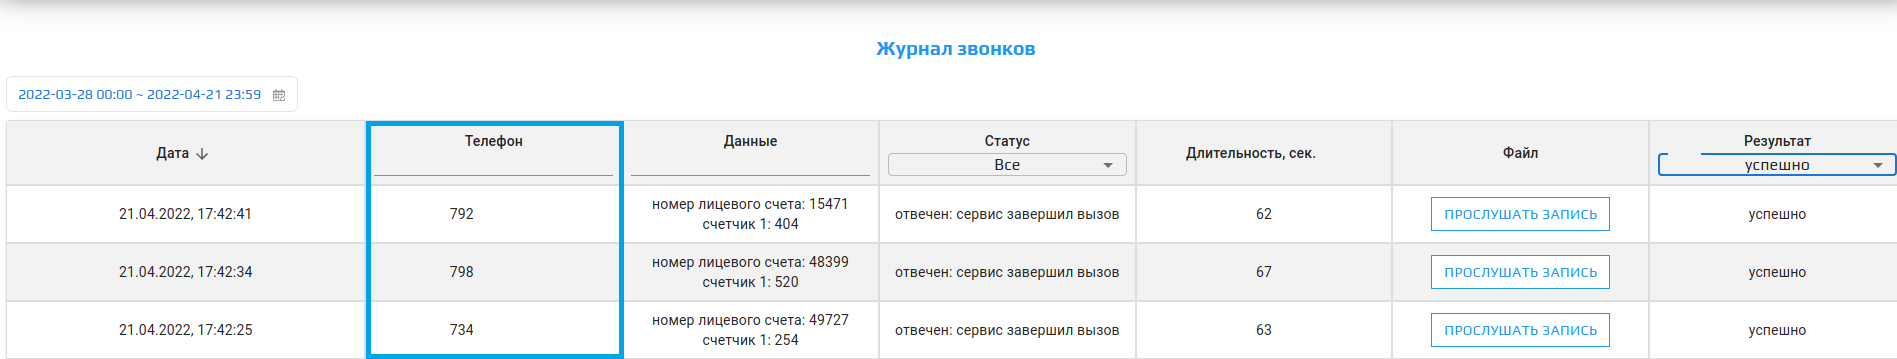 Журнал звонков
2022-03-28 00:00 ~ 2022-04-21 23:59
Дата Телефон Данные Статус Длительность, сек. Файл Результат
Все успешно
21.04.2022, 17:42:41 792 номер лицевого счета: 15471 отвечен: сервис завершил вызов 62 ПРОСЛУШАТЬ ЗАПИСЬ успешно
счетчик 1: 404
21.04.2022, 17:42:34 798 номер лицевого счета: 48399 отвечен: сервис завершил вызов 67 ПРОСЛУШАТЬ ЗАПИСЬ успешно
счетчик 1: 520
21.04.2022, 17:42:25 734 номер лицевого счета: 49727 отвечен: сервис завершил вызов 63 ПРОСЛУШАТЬ ЗАПИСЬ успешно
счетчик 1: 254